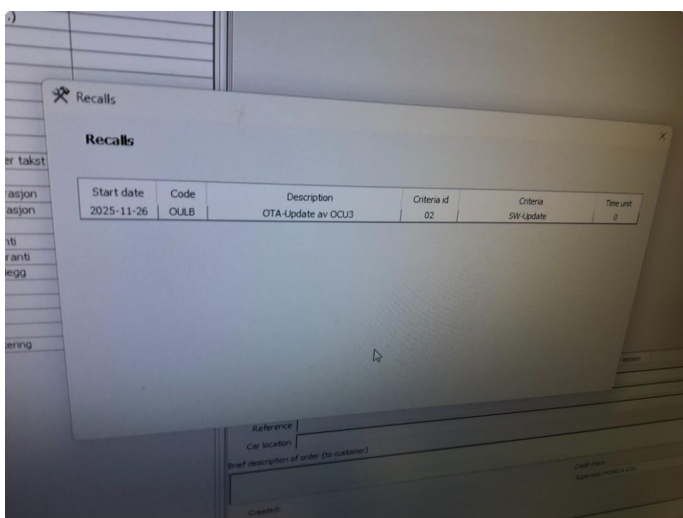 .)
Recalls
Recalls
er takst
Start date Code Description Criteria id Criteria Time unit
rasjon
2025-11-26 OULB OTA-Update av OCU3 02 SW-Update 0
asjon
nti
ranti
legg
tering
Reference
Car location
Brief description of order (to customer)
Created: